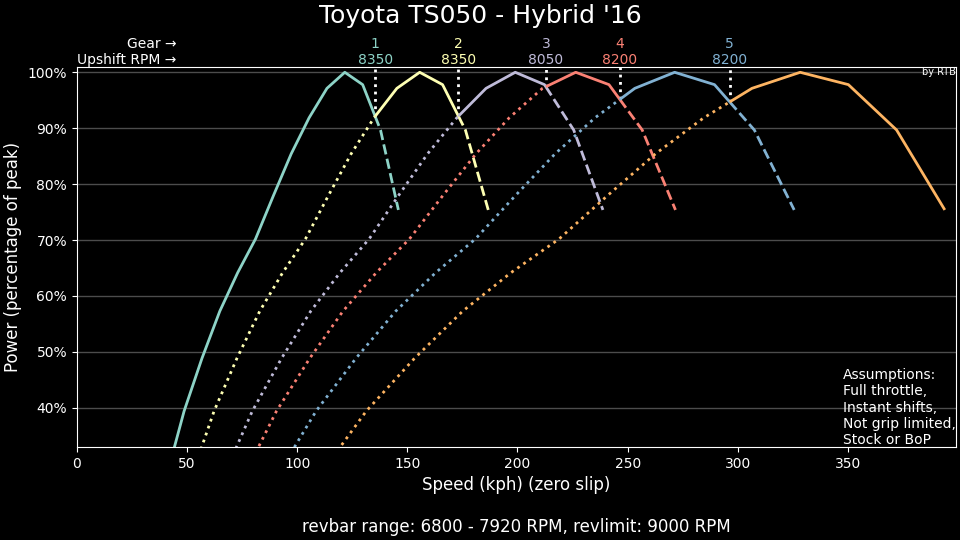 Toyota TS050 - Hybrid '16
Gear → 1 2 3 4 5
Upshift RPM → 8350 8350 8050 8200 8200
by RTB
100%
90%
80%
70%
60%
50%
40%
Power (percentage of peak)
Assumptions:
Full throttle,
Instant shifts,
Not grip limited,
Stock or BoP
0 50 100 150 200 250 300 350
Speed (kph) (zero slip)
revbar range: 6800 - 7920 RPM, revlimit: 9000 RPM